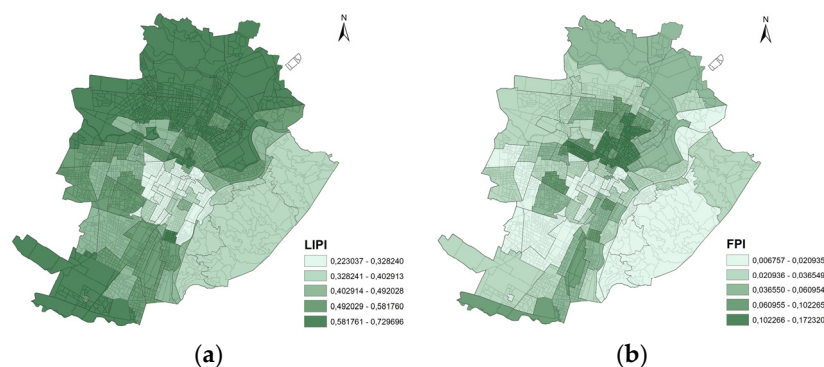 N
LIPI
0,223037 - 0,328240
0,328241 - 0,402913
0,402914 - 0,492028
0,492029 - 0,581760
0,581761 - 0,729696
(a)
N
FPI
0,006757 - 0,020935
0,020936 - 0,036549
0,036550 - 0,060954
0,060955 - 0,102265
0,102266 - 0,172320
(b)